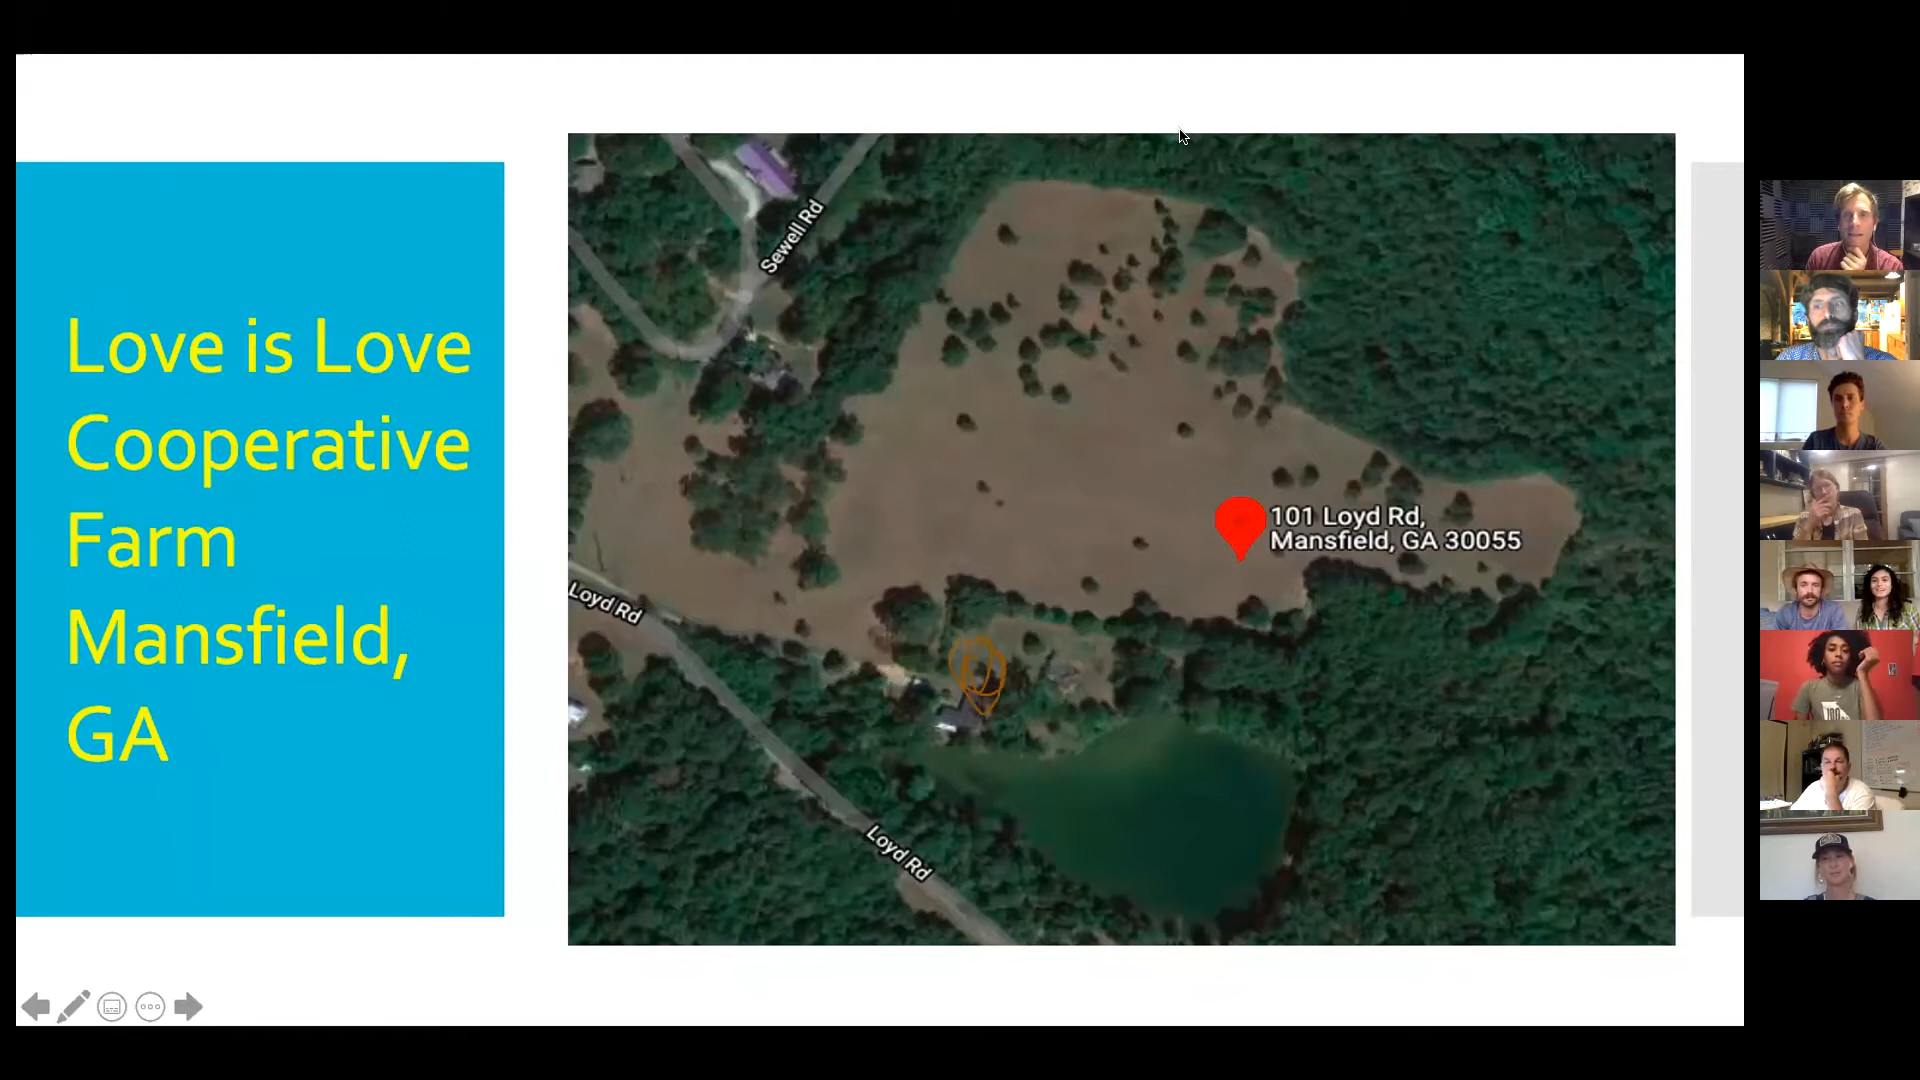 Love is Love
Cooperative
Farm
Mansfield,
GA
Sewell Rd
101 Loyd Rd,
Mansfield, GA 30055
Loyd Rd
Loyd Rd